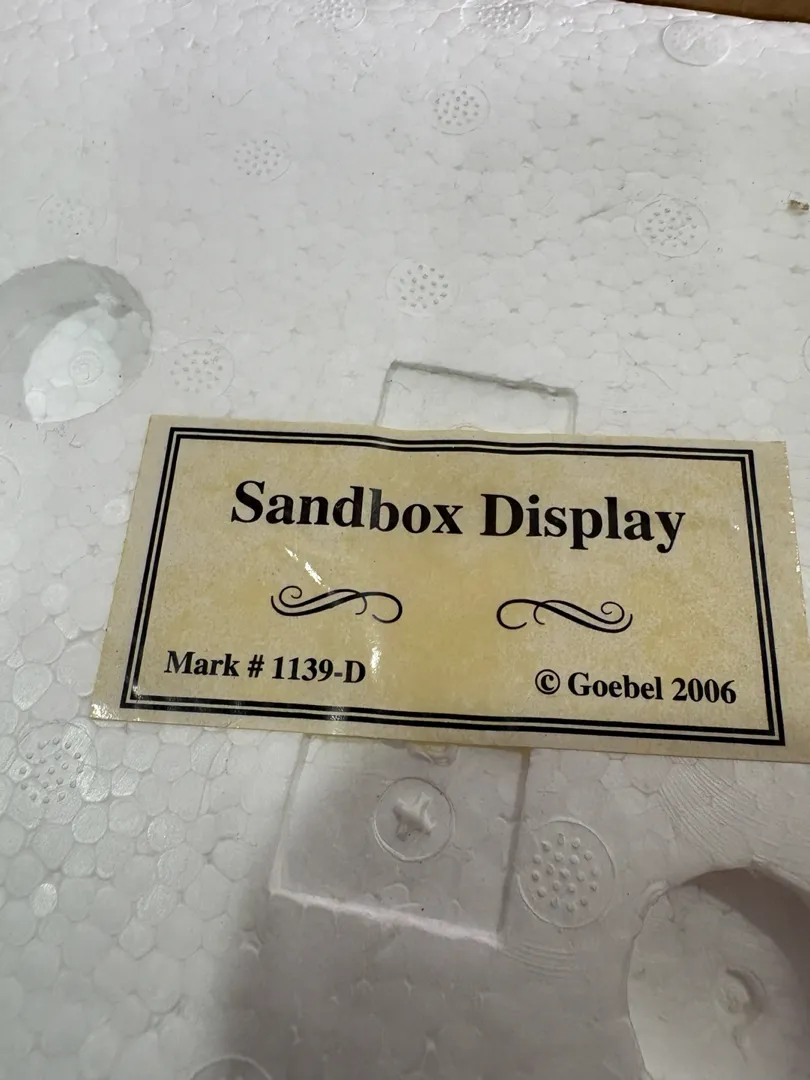 Sandbox Display
Mark # 1139-D
© Goebel 2006